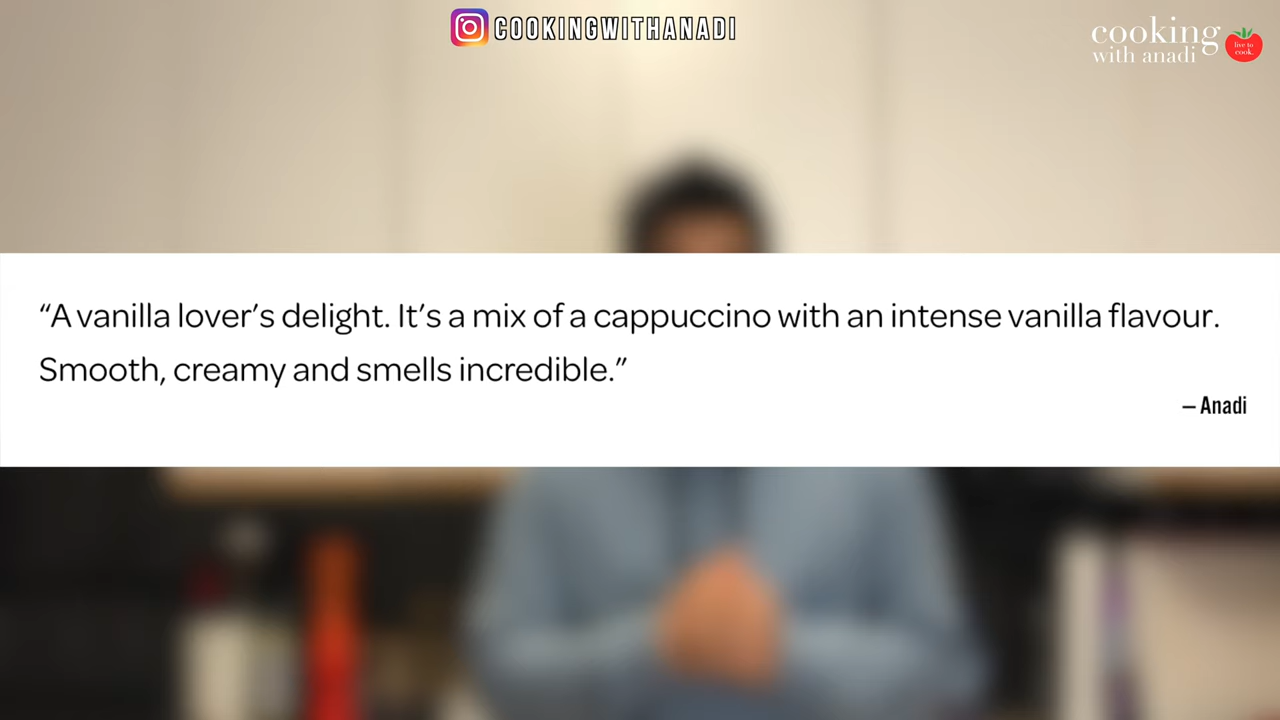 COOKINGWITHANADI
cooking
with anadi
live to
cook.
“A vanilla lover’s delight. It’s a mix of a cappuccino with an intense vanilla flavour.
Smooth, creamy and smells incredible.”
– Anadi